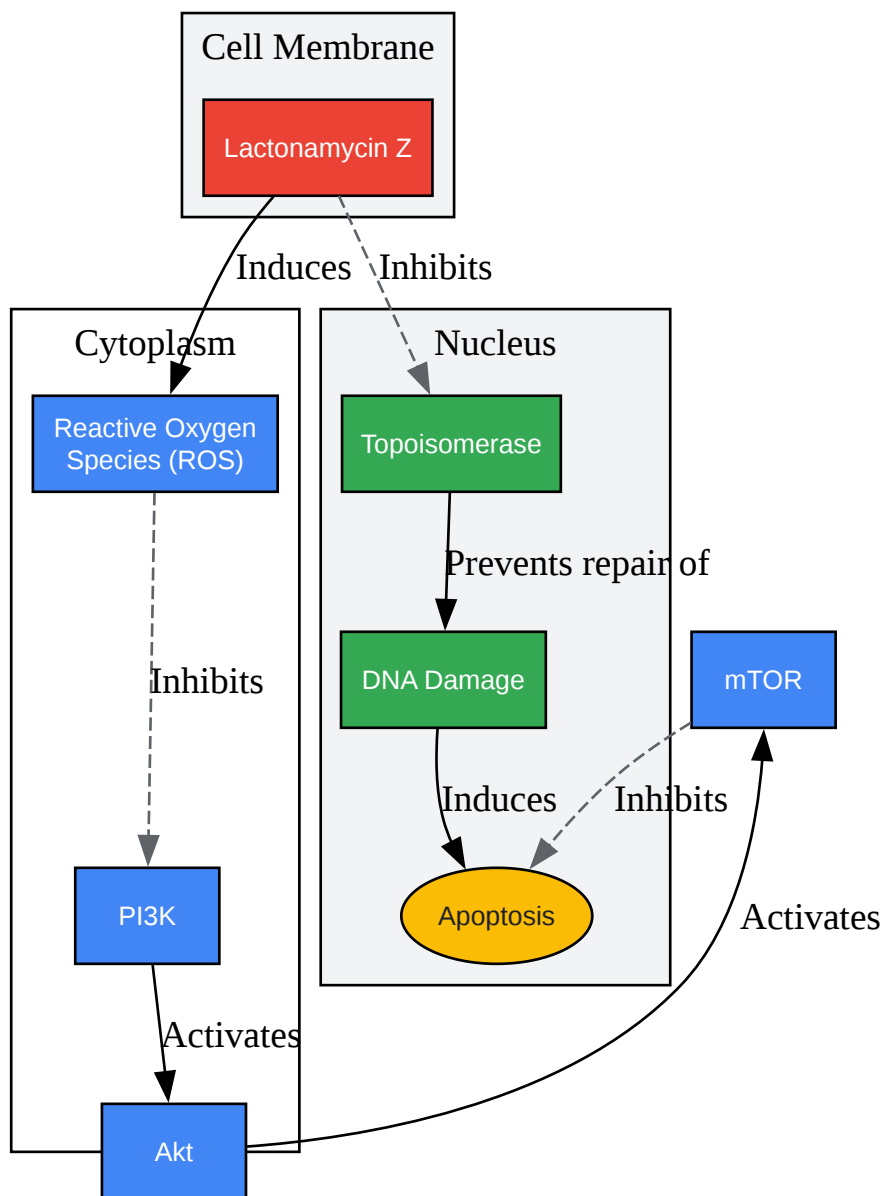 Cell Membrane
Lactonamycin Z
Induces
Inhibits
Cytoplasm
Nucleus
Reactive Oxygen
Species (ROS)
Topoisomerase
Prevents repair of
Inhibits
DNA Damage
mTOR
Induces
Inhibits
PI3K
Apoptosis
Activates
Activates
Akt